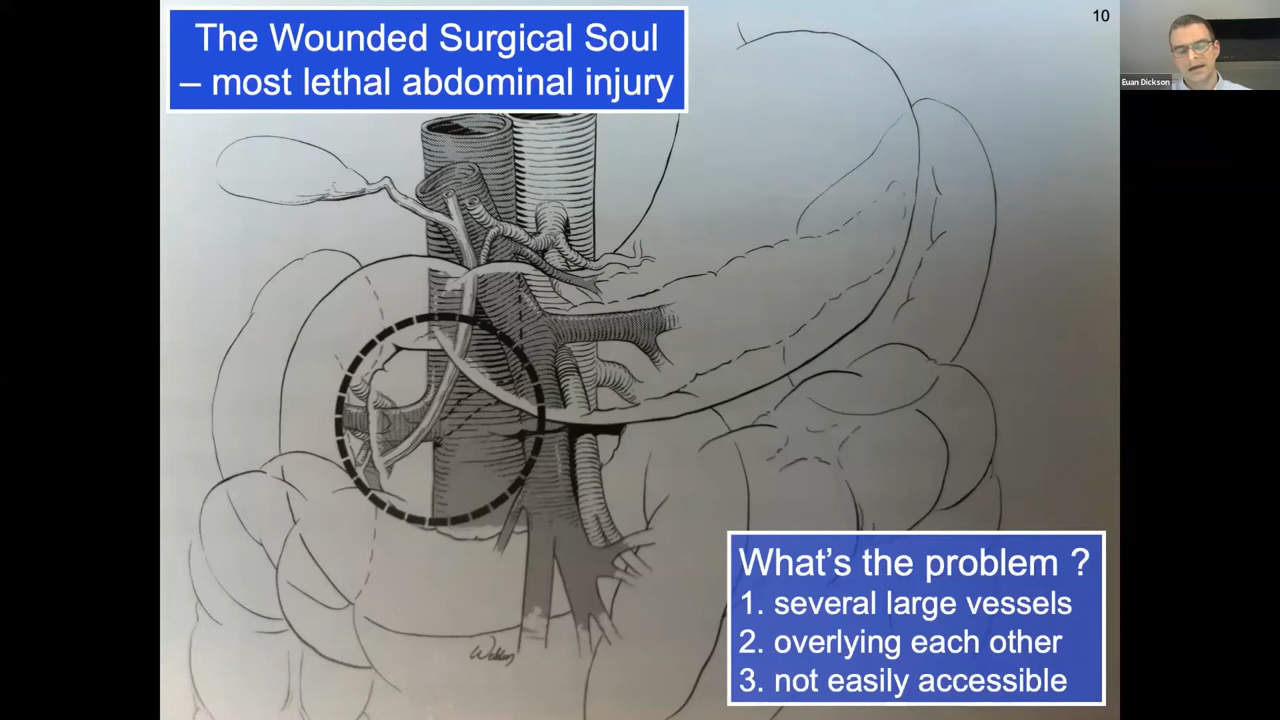 The Wounded Surgical Soul
– most lethal abdominal injury
10
Euan Dickson
What's the problem ?
1. several large vessels
2. overlying each other
3. not easily accessible